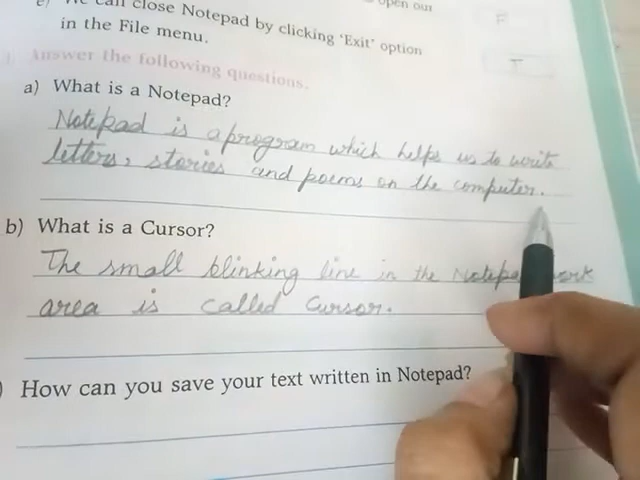 e) We can close Notepad by clicking 'Exit' option
in the File menu.
open our
F
T
Answer the following questions.
a) What is a Notepad?
Notepad is a program which helps us to write
letters, stories and poems on the computer.
b) What is a Cursor?
The small blinking line in the Notepad work
area is called Cursor.
) How can you save your text written in Notepad?